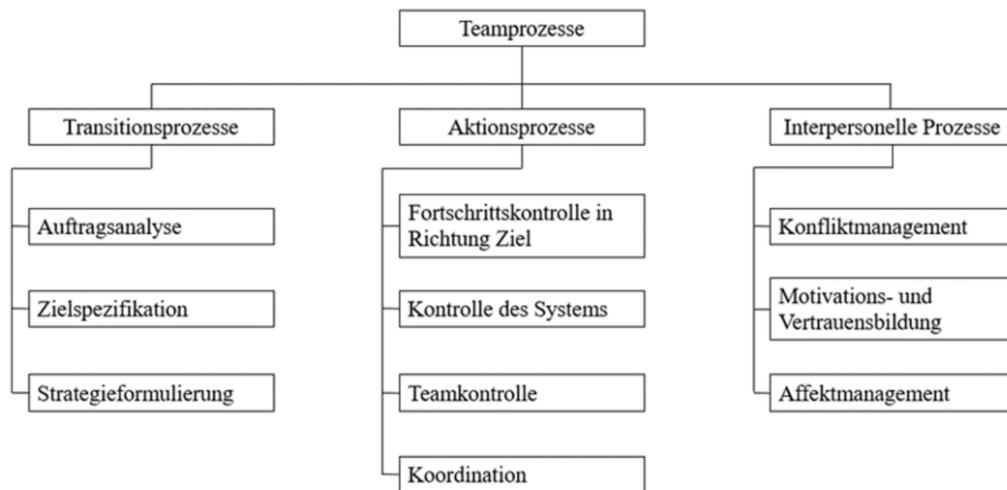 Teamprozesse
Transitionsprozesse
Aktionsprozesse
Interpersonelle Prozesse
Auftragsanalyse
Zielspezifikation
Strategieformulierung
Fortschrittskontrolle in
Richtung Ziel
Kontrolle des Systems
Teamkontrolle
Koordination
Konfliktmanagement
Motivations- und
Vertrauensbildung
Affektmanagement